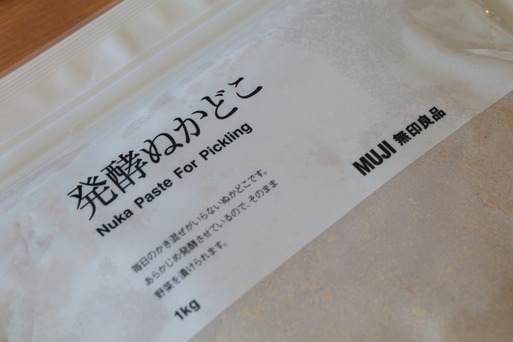 発酵ぬかどこ
Nuka Paste For Pickling
毎日のかき混ぜがいらないぬかどこです。
あらかじめ発酵させているので、そのまま
野菜を漬けられます。
1kg
MUJI 無印良品